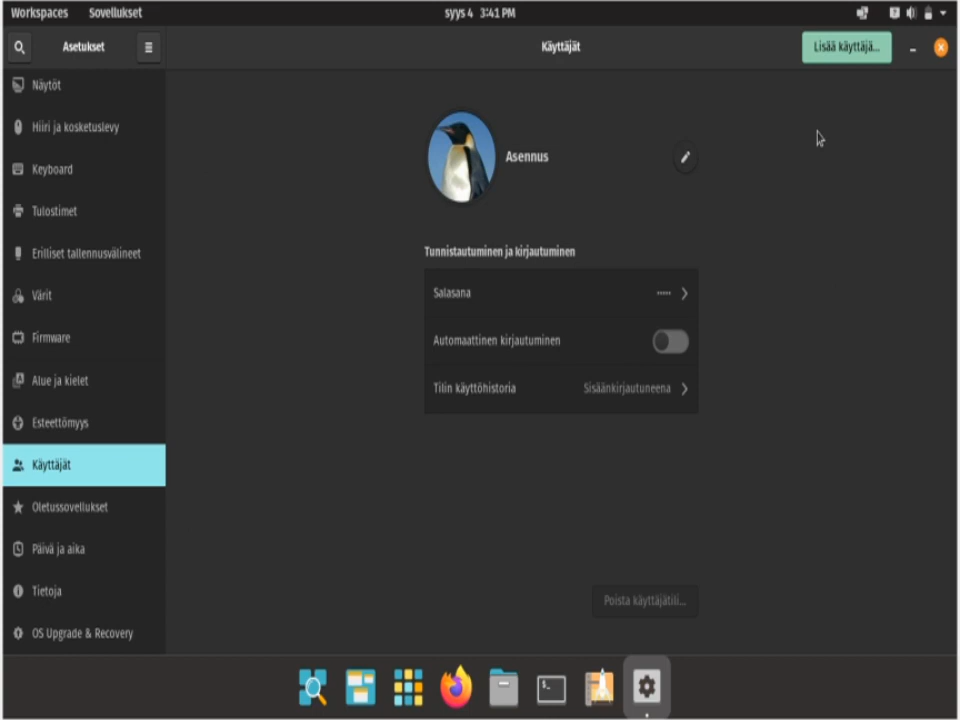 Workspaces Sovellukset syys 4 3:41 PM
Asetukset Käyttäjät Lisää käyttäjä...
Näytöt
Hiiri ja kosketuslevy
Keyboard
Tulostimet
Erilliset tallennusvälineet
Värit
Firmware
Alue ja kielet
Esteettömyys
Käyttäjät
Oletussovellukset
Päivä ja aika
Tietoja
OS Upgrade & Recovery
Asennus
Tunnistautuminen ja kirjautuminen
Salasana •••••
Automaattinen kirjautuminen
Tilin käyttöhistoria Sisäänkirjautuneena
Poista käyttäjätili...